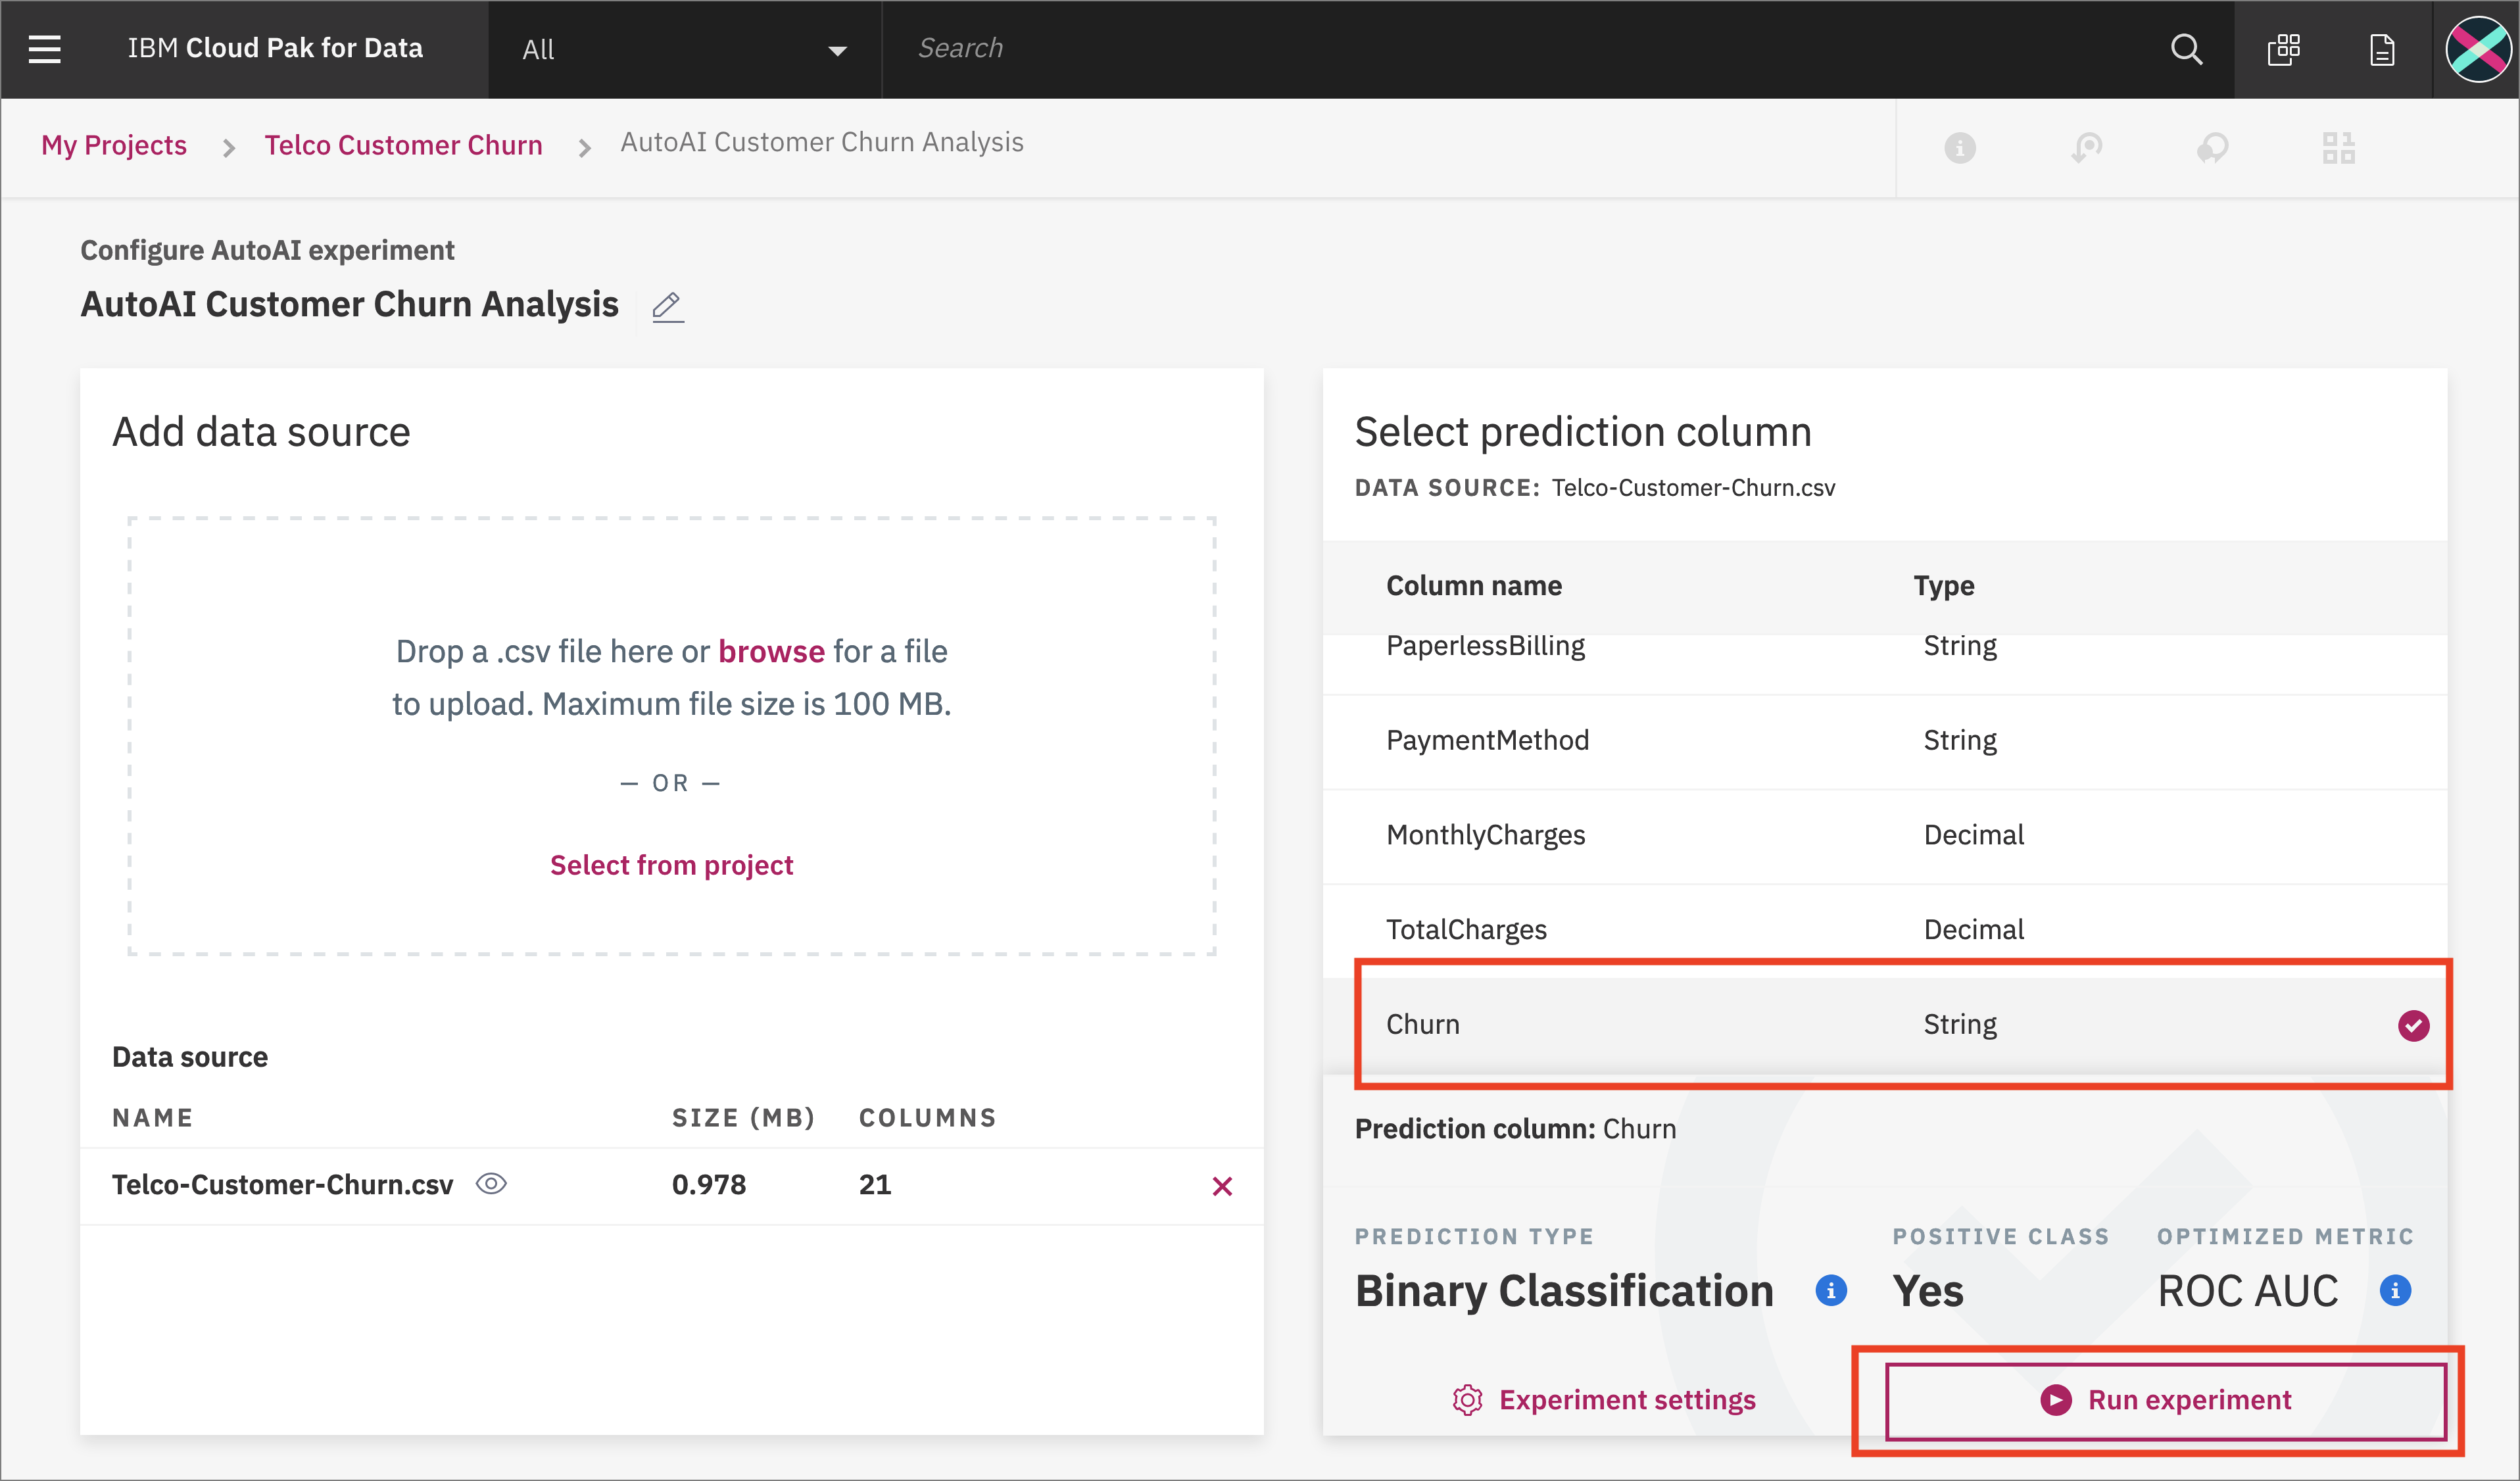 IBM Cloud Pak for Data
All
Search
My Projects > Telco Customer Churn > AutoAI Customer Churn Analysis
Configure AutoAI experiment
AutoAI Customer Churn Analysis
Add data source
Drop a .csv file here or browse for a file
to upload. Maximum file size is 100 MB.
— OR —
Select from project
Data source
NAME SIZE (MB) COLUMNS
Telco-Customer-Churn.csv 0.978 21
Select prediction column
DATA SOURCE: Telco-Customer-Churn.csv
Column name Type
PaperlessBilling String
PaymentMethod String
MonthlyCharges Decimal
TotalCharges Decimal
Churn String
Prediction column: Churn
PREDICTION TYPE POSITIVE CLASS OPTIMIZED METRIC
Binary Classification Yes ROC AUC
Experiment settings Run experiment